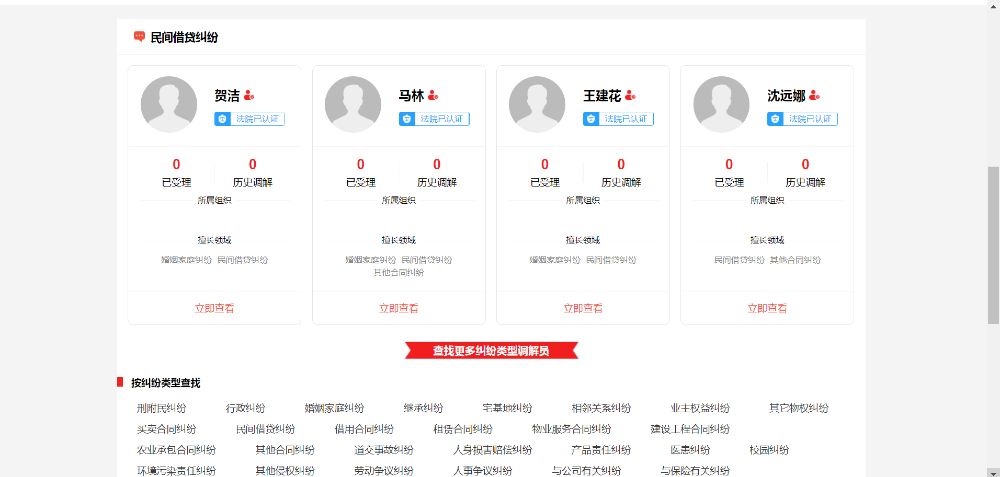 民间借贷纠纷
贺洁
法院已认证
0 0
已受理 历史调解
所属组织
擅长领域
婚姻家庭纠纷 民间借贷纠纷
立即查看
马林
法院已认证
0 0
已受理 历史调解
所属组织
擅长领域
婚姻家庭纠纷 民间借贷纠纷
其他合同纠纷
立即查看
王建花
法院已认证
0 0
已受理 历史调解
所属组织
擅长领域
婚姻家庭纠纷 民间借贷纠纷
立即查看
沈远娜
法院已认证
0 0
已受理 历史调解
所属组织
擅长领域
民间借贷纠纷 其他合同纠纷
立即查看
查找更多纠纷类型调解员
按纠纷类型查找
刑附民纠纷 行政纠纷 婚姻家庭纠纷 继承纠纷 宅基地纠纷 相邻关系纠纷 业主权益纠纷 其它物权纠纷
买卖合同纠纷 民间借贷纠纷 借用合同纠纷 租赁合同纠纷 物业服务合同纠纷 建设工程合同纠纷
农业承包合同纠纷 其他合同纠纷 道交事故纠纷 人身损害赔偿纠纷 产品责任纠纷 医患纠纷 校园纠纷
环境污染责任纠纷 其他侵权纠纷 劳动争议纠纷 人事争议纠纷 与公司有关纠纷 与保险有关纠纷